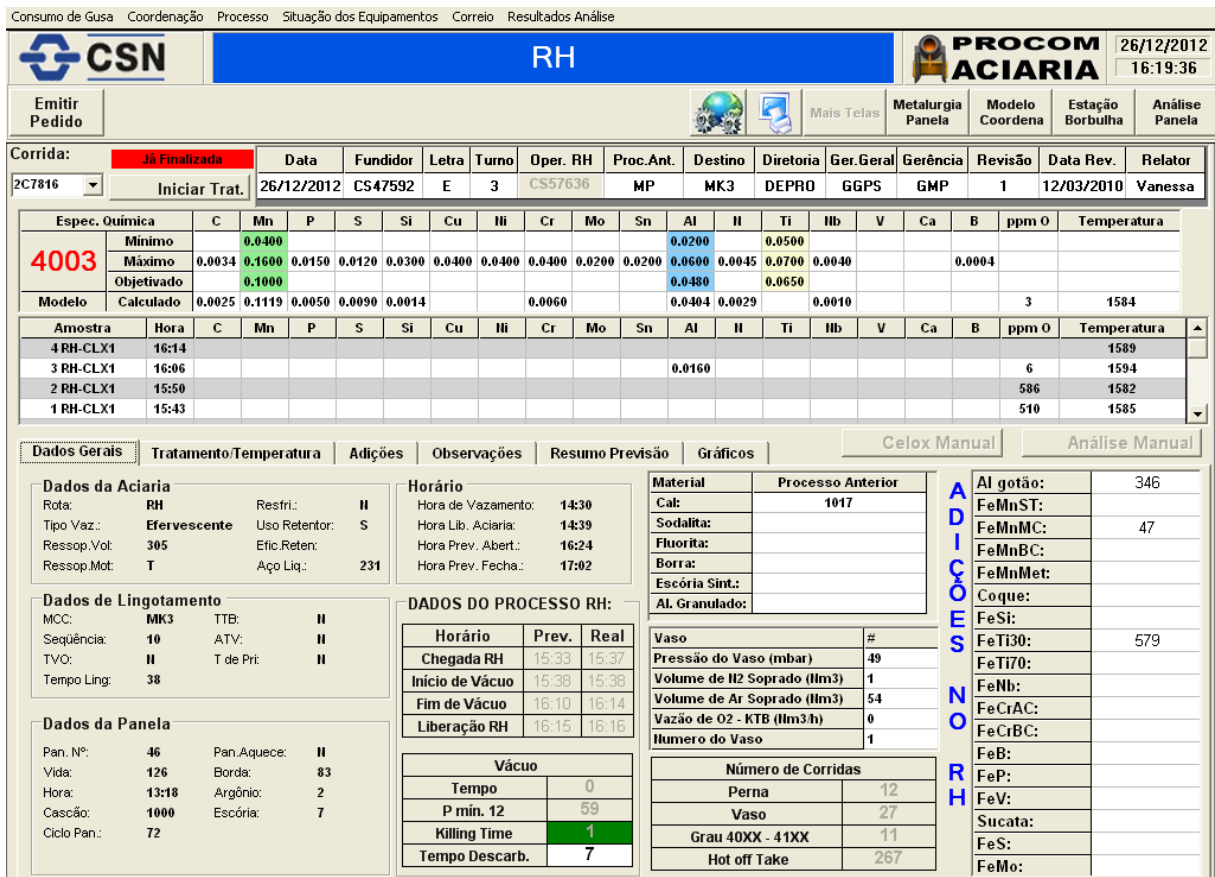 Consumo de Gusa Coordenação Processo Situação dos Equipamentos Correio Resultados Análise
CSN RH PROCOM ACIARIA 26/12/2012 16:19:36
Emitir Pedido Mais Telas Metalurgia Panela Modelo Coordena Estação Borbulha Análise Panela
Corrida: Já Finalizada Data Fundidor Letra Turno Oper. RH Proc.Ant. Destino Diretoria Ger.Geral Gerência Revisão Data Rev. Relator
2C7816 Iniciar Trat. 26/12/2012 CS47592 E 3 CS57636 MP MK3 DEPRO GGPS GMP 1 12/03/2010 Vanessa
Espec. Química C Mn P S Si Cu Ni Cr Mo Sn Al N Ti Nb V Ca B ppm O Temperatura
4003
Mínimo 0.0400 0.0200 0.0500
Máximo 0.0034 0.1600 0.0150 0.0120 0.0300 0.0400 0.0400 0.0400 0.0200 0.0200 0.0600 0.0045 0.0700 0.0040 0.0004
Objetivado 0.1000 0.0480 0.0650
Modelo Calculado 0.0025 0.1119 0.0050 0.0090 0.0014 0.0060 0.0404 0.0029 0.0010 3 1584
Amostra Hora C Mn P S Si Cu Ni Cr Mo Sn Al N Ti Nb V Ca B ppm O Temperatura
4 RH-CLX1 16:14 1589
3 RH-CLX1 16:06 0.0160 6 1594
2 RH-CLX1 15:50 586 1582
1 RH-CLX1 15:43 510 1585
Celox Manual Análise Manual
Dados Gerais Tratamento/Temperatura Adições Observações Resumo Previsão Gráficos
Dados da Aciaria
Rota: RH Resfri.: N
Tipo Vaz.: Efervescente Uso Retentor: S
Ressop.Vol: 305 Efic.Reten:
Ressop.Mot: T Aço Liq.: 231
Dados de Lingotamento
MCC: MK3 TTB: N
Seqüência: 10 ATV: N
TVO: N T de Pri: N
Tempo Ling: 38
Dados da Panela
Pan. Nº: 46 Pan.Aquece: N
Vida: 126 Borda: 83
Hora: 13:18 Argônio: 2
Cascão: 1000 Escória: 7
Ciclo Pan.: 72
Horário
Hora de Vazamento: 14:30
Hora Lib. Aciaria: 14:39
Hora Prev. Abert.: 16:24
Hora Prev. Fecha.: 17:02
DADOS DO PROCESSO RH:
Horário Prev. Real
Chegada RH 15:33 15:37
Início de Vácuo 15:38 15:38
Fim de Vácuo 16:10 16:14
Liberação RH 16:15 16:16
Vácuo
Tempo 0
P mín. 12 59
Killing Time 1
Tempo Descarb. 7
Material Processo Anterior
Cal: 1017
Sodalita:
Fluorita:
Borra:
Escória Sint.:
Al. Granulado:
Vaso #
Pressão do Vaso (mbar) 49
Volume de N2 Soprado (Nm3) 1
Volume de Ar Soprado (Nm3) 54
Vazão de O2 - KTB (Nm3/h) 0
Numero do Vaso 1
Número de Corridas
Perna 12
Vaso 27
Grau 40XX - 41XX 11
Hot off Take 267
ADIÇÕES NO RH
Al gotão: 346
FeMnST:
FeMnMC: 47
FeMnBC:
FeMnMet:
Coque:
FeSi:
FeTi30: 579
FeTi70:
FeNb:
FeCrAC:
FeCrBC:
FeB:
FeP:
FeV:
Sucata:
FeS:
FeMo: